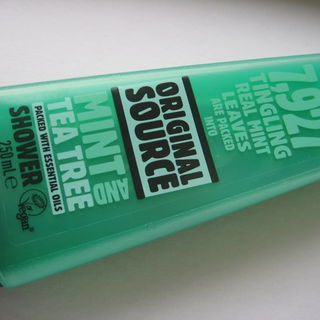 7,927
TINGLING
REAL MINT
LEAVES
ARE PACKED
INTO
ORIGINAL
SOURCE
MINT
AND
TEA TREE
PACKED WITH ESSENTIAL OILS
SHOWER
250mL e
Vegan